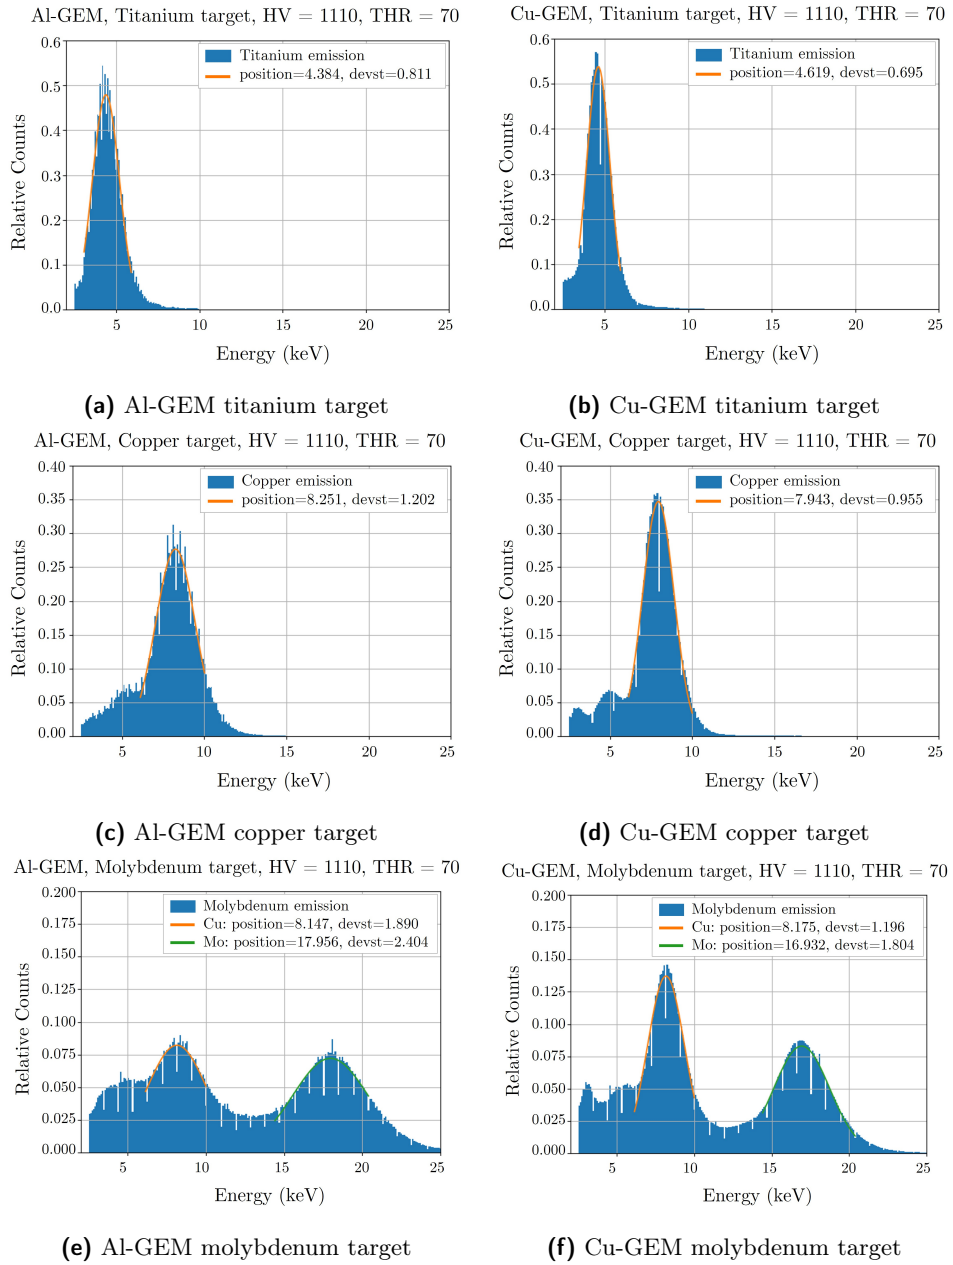 Al-GEM, Titanium target, HV = 1110, THR = 70
0.6
0.5
0.4
0.3
0.2
0.1
0.0
Relative Counts
Titanium emission
position=4.384, devst=0.811
5 10 15 20 25
Energy (keV)
(a) Al-GEM titanium target
Cu-GEM, Titanium target, HV = 1110, THR = 70
0.6
0.5
0.4
0.3
0.2
0.1
0.0
Relative Counts
Titanium emission
position=4.619, devst=0.695
5 10 15 20 25
Energy (keV)
(b) Cu-GEM titanium target
Al-GEM, Copper target, HV = 1110, THR = 70
0.40
0.35
0.30
0.25
0.20
0.15
0.10
0.05
0.00
Relative Counts
Copper emission
position=8.251, devst=1.202
5 10 15 20 25
Energy (keV)
(c) Al-GEM copper target
Cu-GEM, Copper target, HV = 1110, THR = 70
0.40
0.35
0.30
0.25
0.20
0.15
0.10
0.05
0.00
Relative Counts
Copper emission
position=7.943, devst=0.955
5 10 15 20 25
Energy (keV)
(d) Cu-GEM copper target
Al-GEM, Molybdenum target, HV = 1110, THR = 70
0.200
0.175
0.150
0.125
0.100
0.075
0.050
0.025
0.000
Relative Counts
Molybdenum emission
Cu: position=8.147, devst=1.890
Mo: position=17.956, devst=2.404
5 10 15 20 25
Energy (keV)
(e) Al-GEM molybdenum target
Cu-GEM, Molybdenum target, HV = 1110, THR = 70
0.200
0.175
0.150
0.125
0.100
0.075
0.050
0.025
0.000
Relative Counts
Molybdenum emission
Cu: position=8.175, devst=1.196
Mo: position=16.932, devst=1.804
5 10 15 20 25
Energy (keV)
(f) Cu-GEM molybdenum target